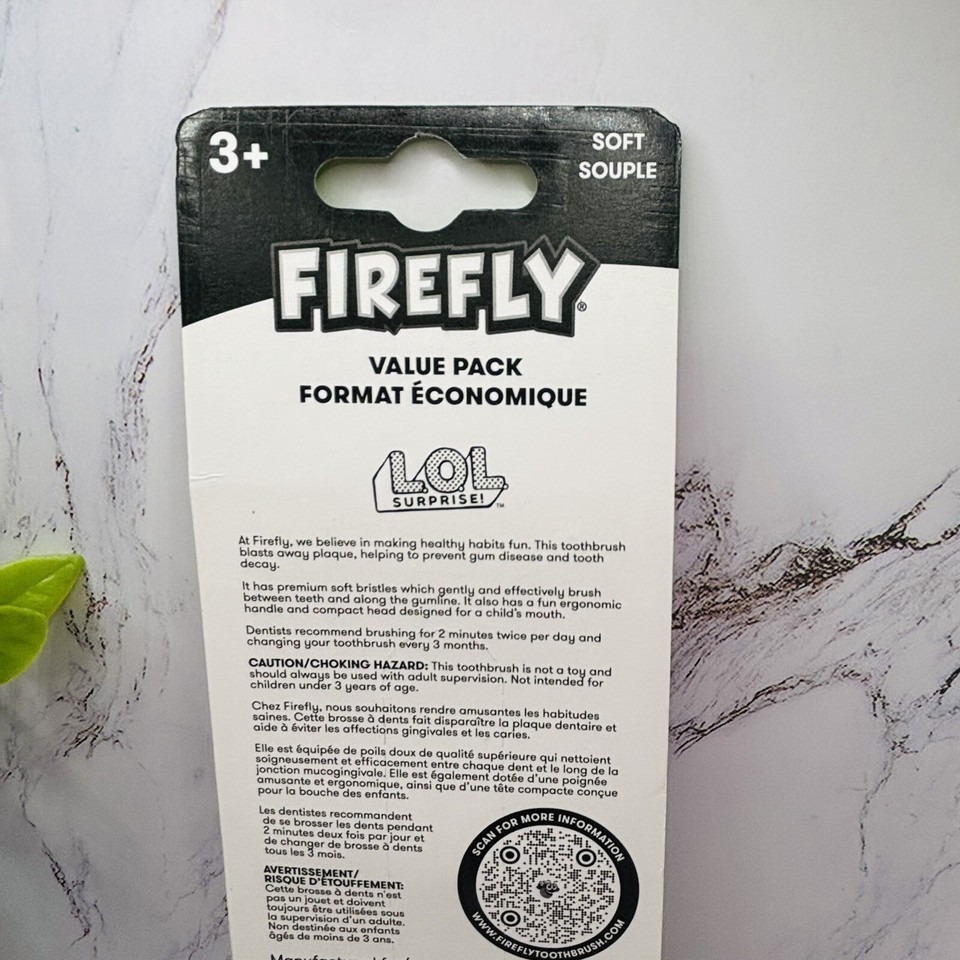 3+
SOFT
SOUPLE
FIREFLY®
VALUE PACK
FORMAT ÉCONOMIQUE
L.O.L.
SURPRISE!™
At Firefly, we believe in making healthy habits fun. This toothbrush
blasts away plaque, helping to prevent gum disease and tooth
decay.
It has premium soft bristles which gently and effectively brush
between teeth and along the gumline. It also has a fun ergonomic
handle and compact head designed for a child's mouth.
Dentists recommend brushing for 2 minutes twice per day and
changing your toothbrush every 3 months.
CAUTION/CHOKING HAZARD: This toothbrush is not a toy and
should always be used with adult supervision. Not intended for
children under 3 years of age.
Chez Firefly, nous souhaitons rendre amusantes les habitudes
saines. Cette brosse à dents fait disparaître la plaque dentaire et
aide à éviter les affections gingivales et les caries.
Elle est équipée de poils doux de qualité supérieure qui nettoient
soigneusement et efficacement entre chaque dent et le long de la
jonction mucogingivale. Elle est également dotée d'une poignée
amusante et ergonomique, ainsi que d'une tête compacte conçue
pour la bouche des enfants.
Les dentistes recommandent
de se brosser les dents pendant
2 minutes deux fois par jour et
de changer de brosse à dents
tous les 3 mois.
AVERTISSEMENT/
RISQUE D'ÉTOUFFEMENT:
Cette brosse à dents n'est
pas un jouet et doivent
toujours être utilisées sous
la supervision d'un adulte.
Non destinée aux enfants
âgés de moins de 3 ans.
SCAN FOR MORE INFORMATION
WWW.FIREFLYTOOTHBRUSH.COM